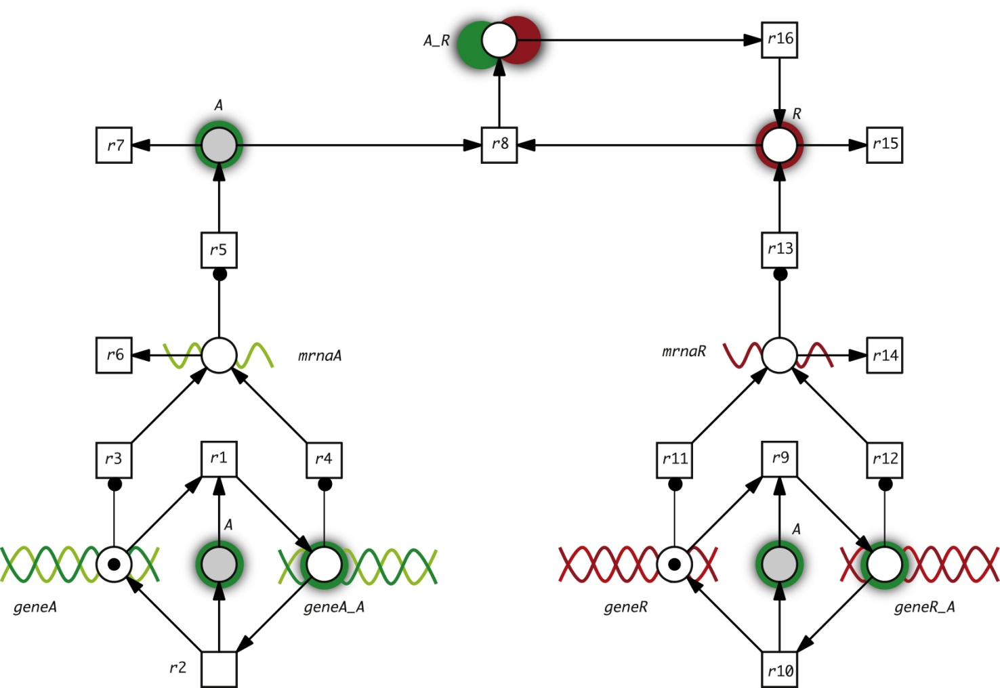 A_R
r16
A
R
r7
r8
r15
r5
r13
r6
mrnaA
mrnaR
r14
r3
r1
r4
r11
r9
r12
A
A
geneA
geneA_A
geneR
geneR_A
r2
r10